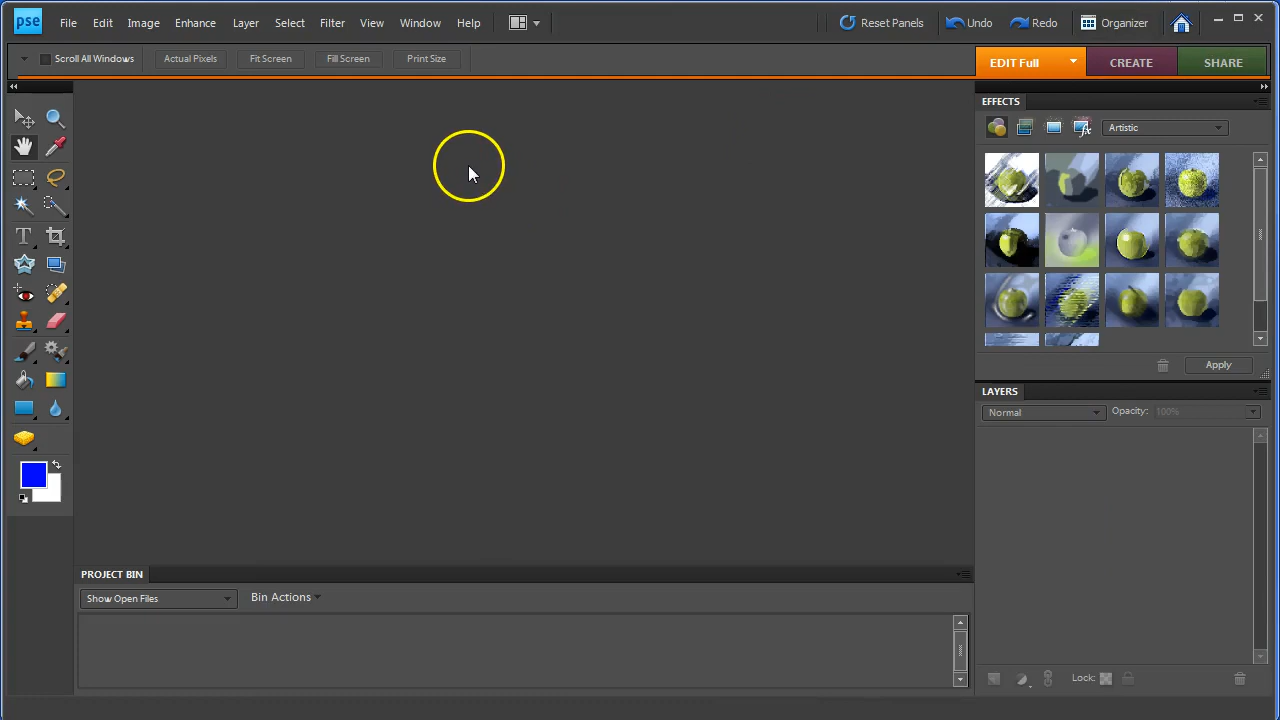 pse File Edit Image Enhance Layer Select Filter View Window Help Reset Panels Undo Redo Organizer
Scroll All Windows Actual Pixels Fit Screen Fill Screen Print Size EDIT Full CREATE SHARE
EFFECTS
Artistic
T
Apply
LAYERS
Normal Opacity: 100%
PROJECT BIN
Show Open Files Bin Actions
Lock: